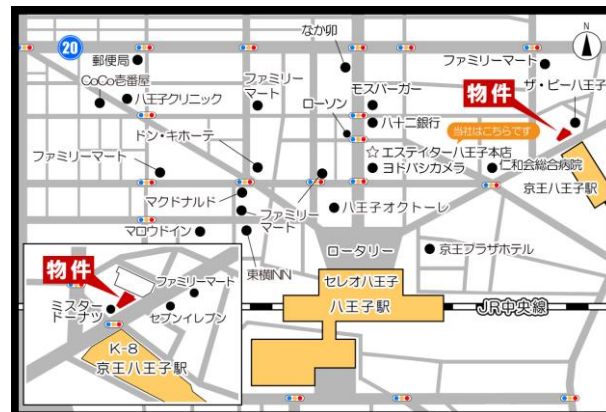 20
郵便局
CoCo壱番屋
八王子クリニック
ファミリー
マート
ドン・キホーテ
ファミリーマート
マクドナルド
マロウドイン
東横INN
ファミリー
マート
なか卯
モスバーガー
ローソン
八十二銀行
当社はこちらです
☆エステイター八王子本店
ヨドバシカメラ
八王子オクトーレ
ロータリー
京王プラザホテル
ファミリーマート
N
ザ・ビー八王子
物件
仁和会総合病院
京王八王子駅
セレオ八王子
八王子駅
JR中央線
物件
ファミリーマート
ミスター
ドーナツ
セブンイレブン
K-8
京王八王子駅